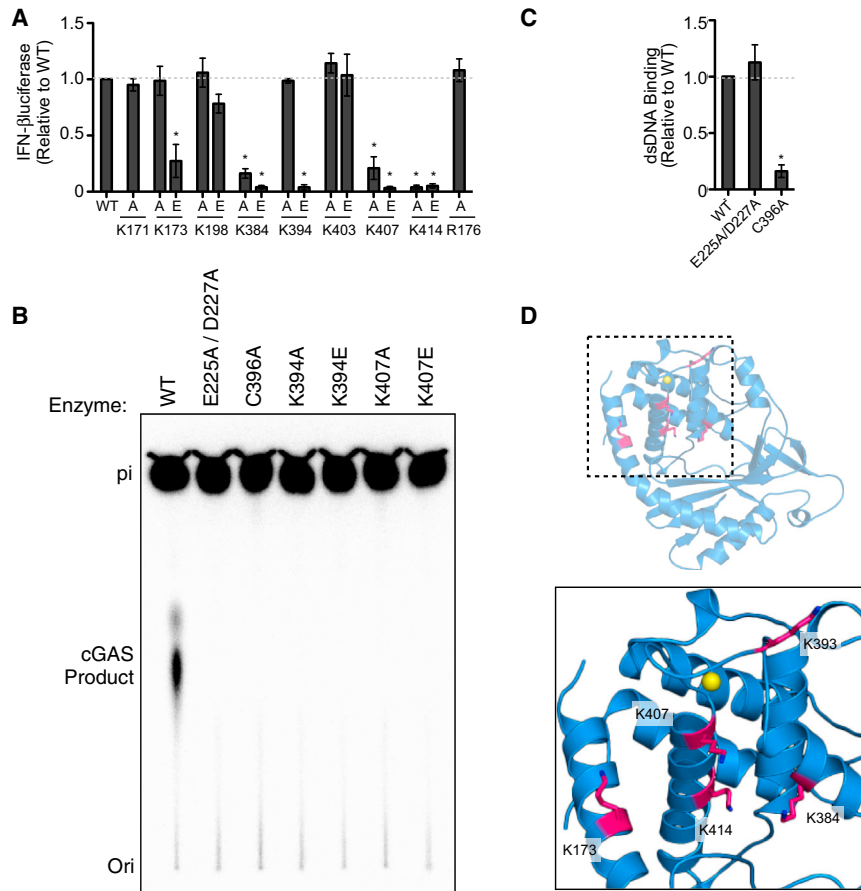 A
IFN-βluciferase
(Relative to WT)
1.5
1.0
0.5
0
* * * * * * * * *
WT A A E A E A E A E A E A E A E A
K171 K173 K198 K384 K394 K403 K407 K414 R176
C
dsDNA Binding
(Relative to WT)
1.5
1.0
0.5
0
*
WT
E225A/D227A
C396A
B
Enzyme:
WT
E225A / D227A
C396A
K394A
K394E
K407A
K407E
pi
cGAS
Product
Ori
D
K393
K407
K384
K414
K173